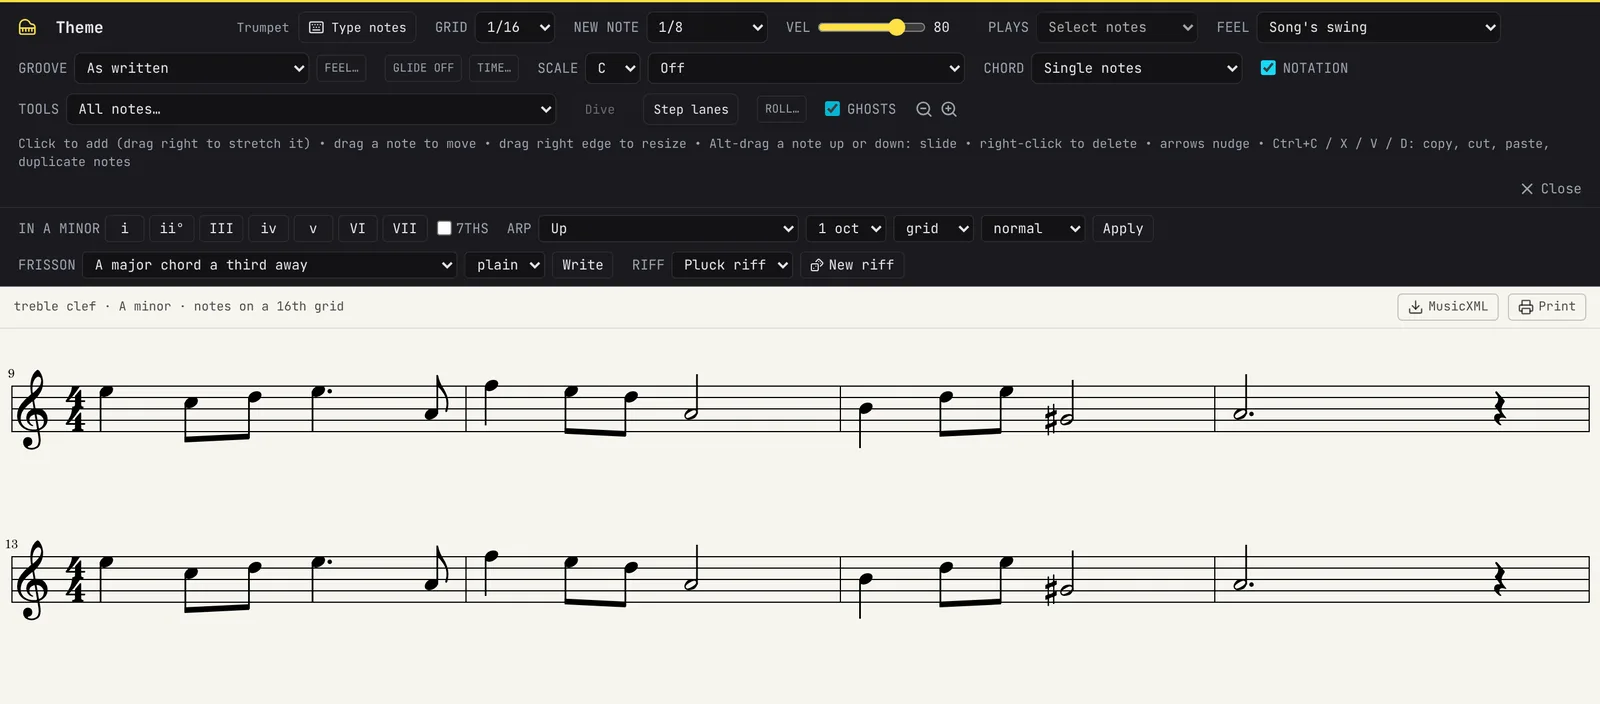 Theme Trumpet Type notes GRID 1/16 NEW NOTE 1/8 VEL 80 PLAYS Select notes FEEL Song's swing
GROOVE As written FEEL… GLIDE OFF TIME… SCALE C Off CHORD Single notes NOTATION
TOOLS All notes… Dive Step lanes ROLL… GHOSTS
Click to add (drag right to stretch it) • drag a note to move • drag right edge to resize • Alt-drag a note up or down: slide • right-click to delete • arrows nudge • Ctrl+C / X / V / D: copy, cut, paste,
duplicate notes
Close
IN A MINOR i ii° III iv v VI VII 7THS ARP Up 1 oct grid normal Apply
FRISSON A major chord a third away plain Write RIFF Pluck riff New riff
treble clef · A minor · notes on a 16th grid MusicXML Print
9
4
4
13
4
4